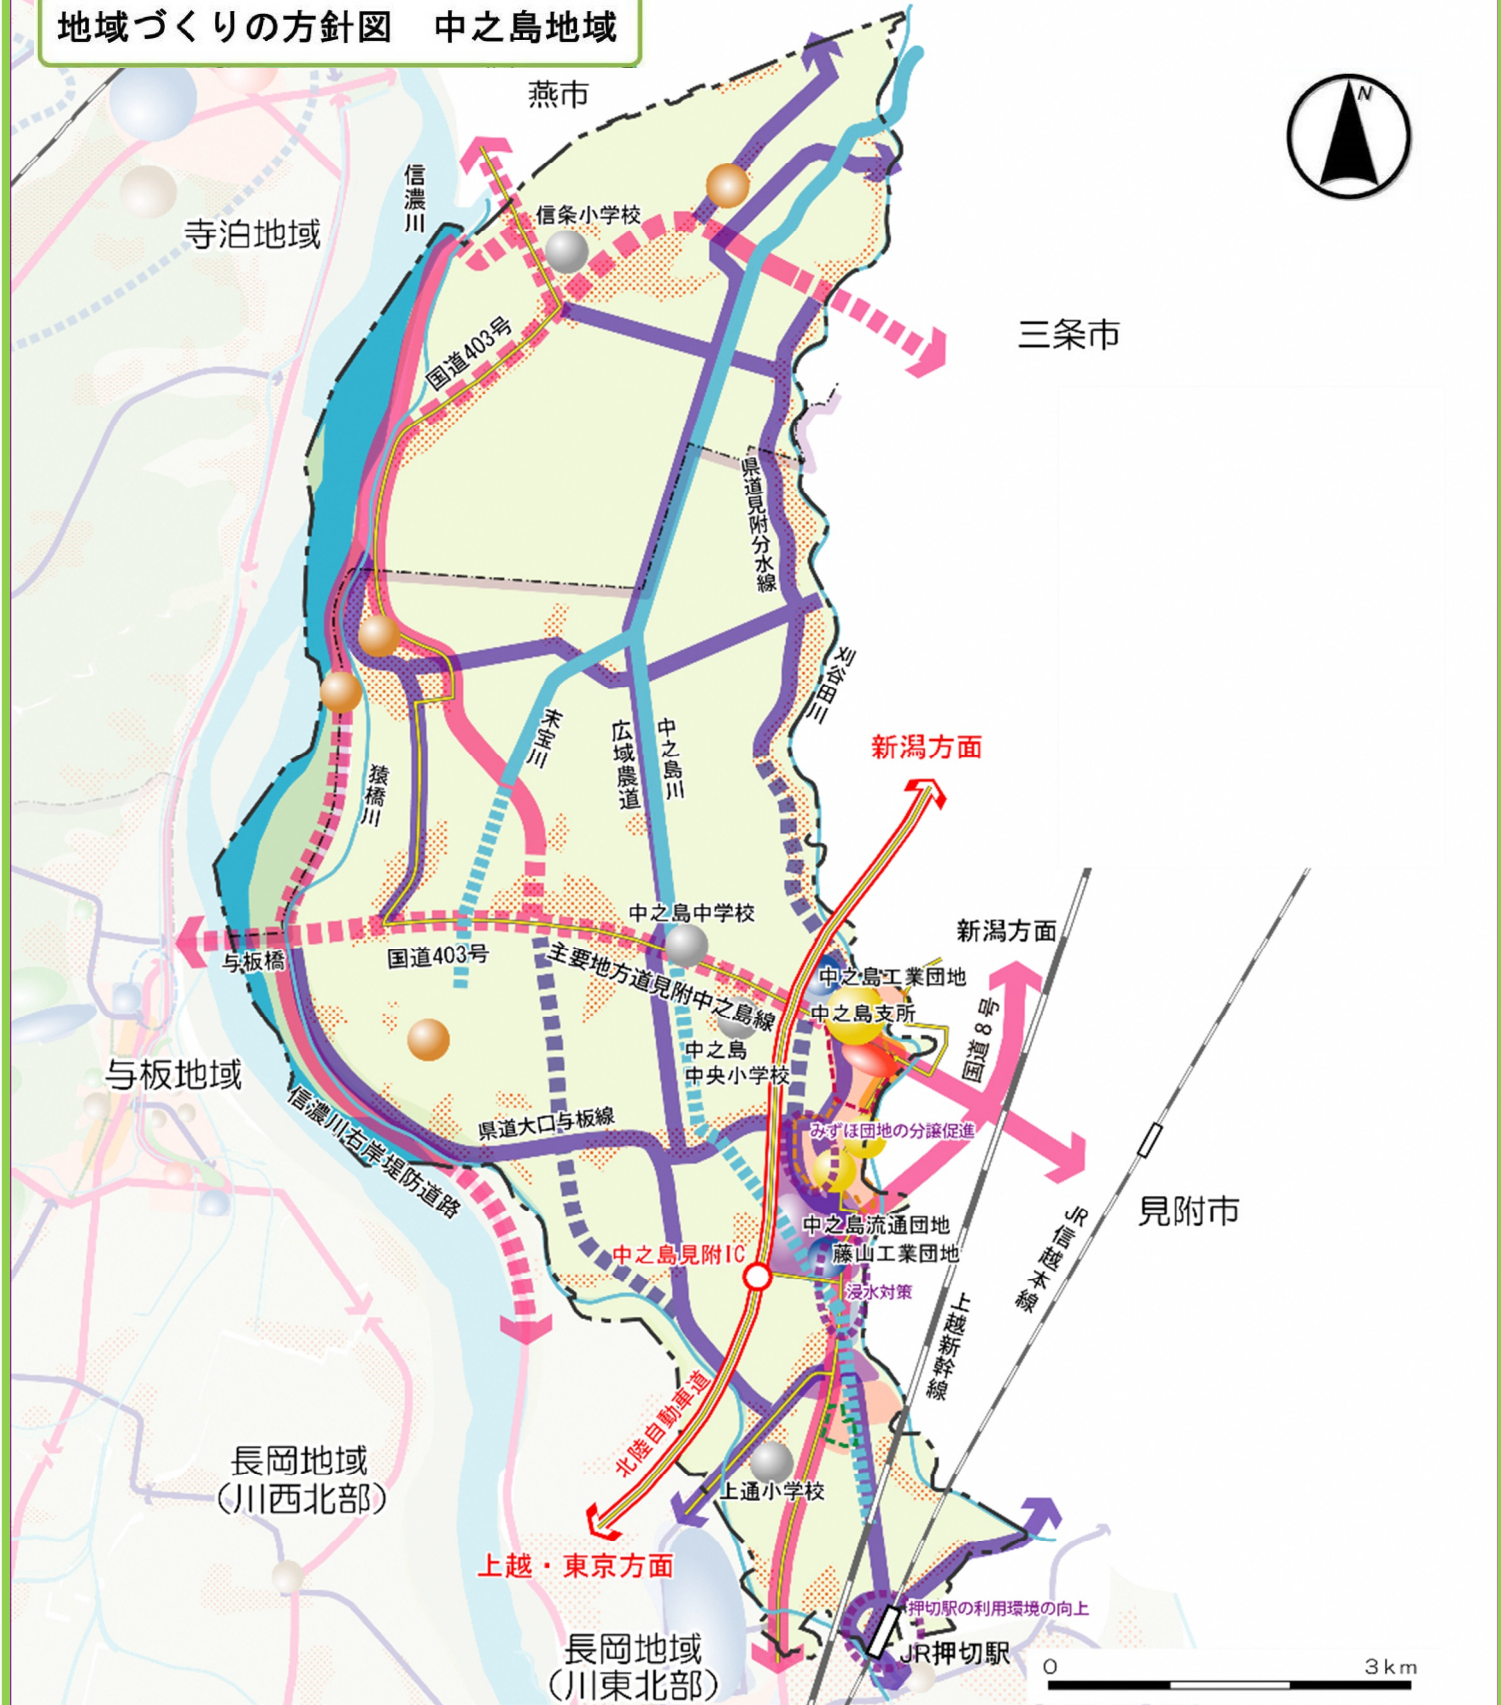 地域づくりの方針図　中之島地域
燕市
N
信濃川
信条小学校
寺泊地域
三条市
国道403号
県道見附分水線
刈谷田川
末宝川
広域農道
中之島川
新潟方面
猿橋川
中之島中学校
新潟方面
与板橋
国道403号
主要地方道見附中之島線
中之島工業団地
中之島支所
国道8号
中之島
中央小学校
与板地域
信濃川右岸堤防道路
県道大口与板線
みずほ団地の分譲促進
見附市
JR信越本線
中之島流通団地
中之島見附IC
藤山工業団地
浸水対策
上越新幹線
北陸自動車道
長岡地域
(川西北部)
上通小学校
上越・東京方面
押切駅の利用環境の向上
長岡地域
(川東北部)
JR押切駅
0
3km